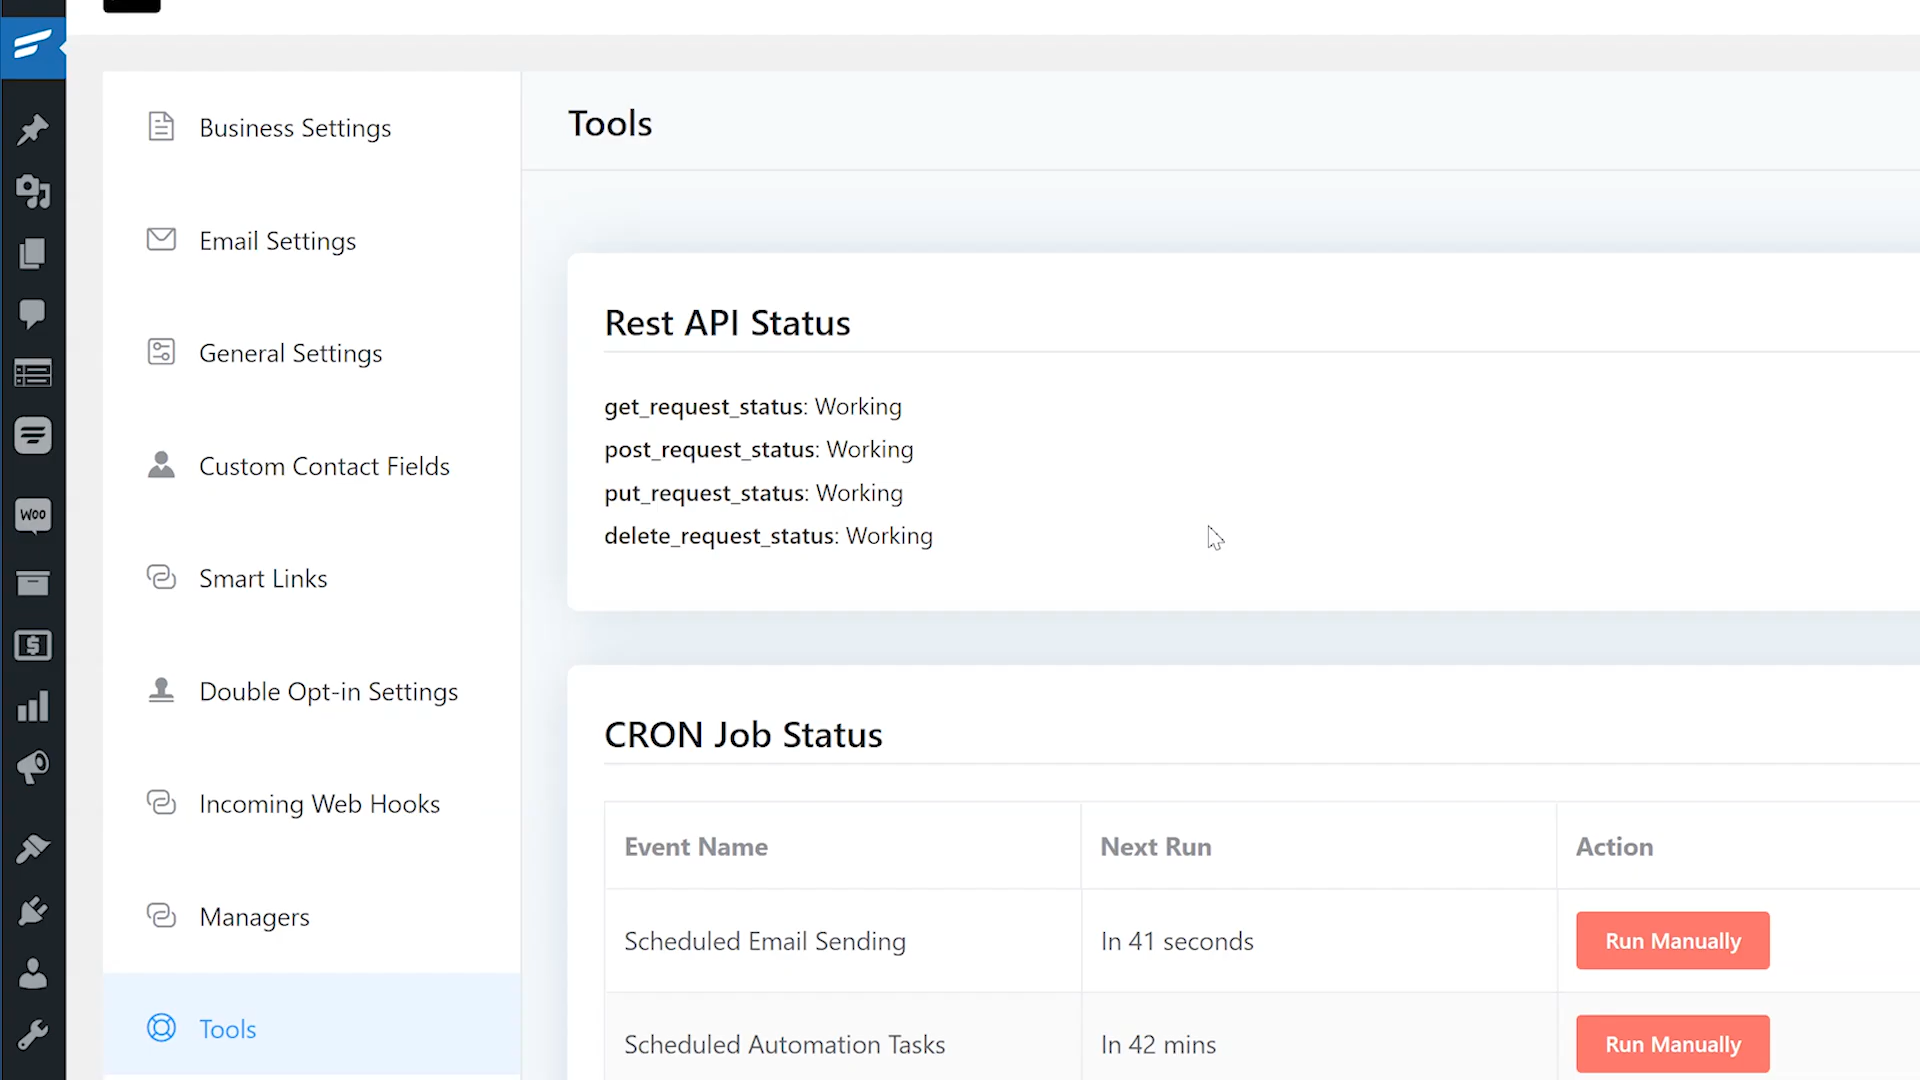 Business Settings
Email Settings
General Settings
Custom Contact Fields
Smart Links
Double Opt-in Settings
Incoming Web Hooks
Managers
Tools
Woo
Tools
Rest API Status
get_request_status: Working
post_request_status: Working
put_request_status: Working
delete_request_status: Working
CRON Job Status
Event Name Next Run Action
Scheduled Email Sending In 41 seconds Run Manually
Scheduled Automation Tasks In 42 mins Run Manually